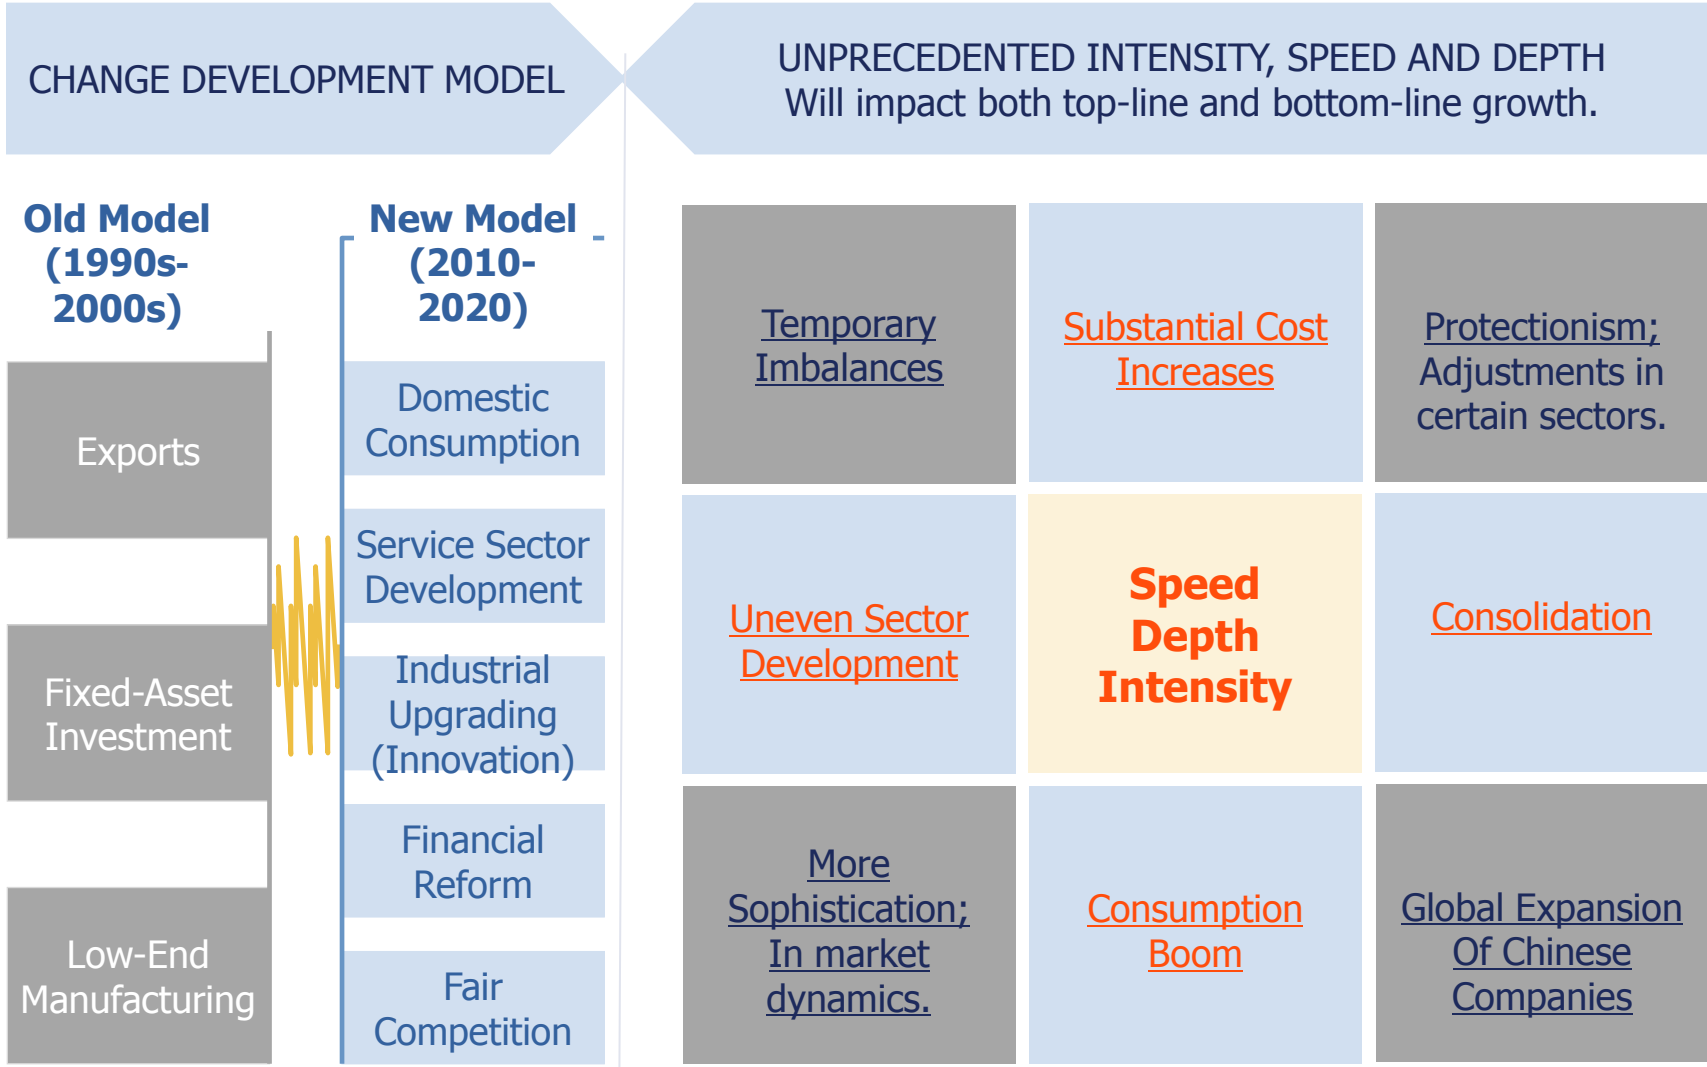 CHANGE DEVELOPMENT MODEL
UNPRECEDENTED INTENSITY, SPEED AND DEPTH
Will impact both top-line and bottom-line growth.
Old Model
(1990s-
2000s)
Exports
Fixed-Asset
Investment
Low-End
Manufacturing
New Model
(2010-
2020)
Domestic
Consumption
Service Sector
Development
Industrial
Upgrading
(Innovation)
Financial
Reform
Fair
Competition
Temporary
Imbalances
Substantial Cost
Increases
Protectionism;
Adjustments in
certain sectors.
Uneven Sector
Development
Speed
Depth
Intensity
Consolidation
More
Sophistication;
In market
dynamics.
Consumption
Boom
Global Expansion
Of Chinese
Companies